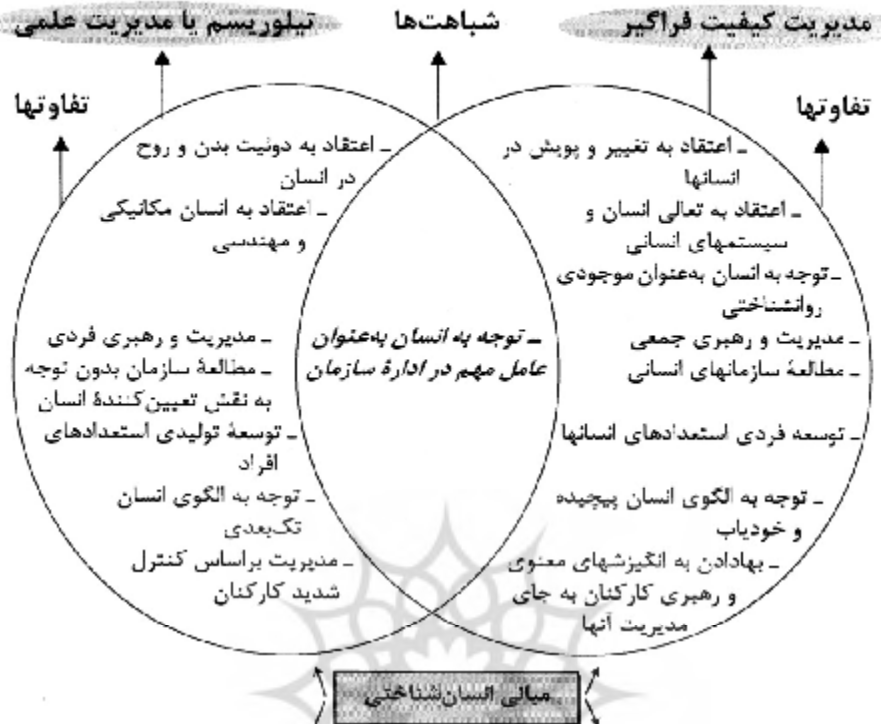 مدیریت کیفیت فراگیر
شباهت‌ها
تیلوریسم یا مدیریت علمی
تفاوتها
تفاوتها
ـ اعتقاد به تغییر و پویش در
انسانها
ـ اعتقاد به تعالی انسان و
سیستمهای انسانی
ـ توجه به انسان به‌عنوان موجودی
روانشناختی
ـ مدیریت و رهبری جمعی
ـ مطالعهٔ سازمانهای انسانی
ـ توسعه فردی استعدادهای انسانها
ـ توجه به الگوی انسان پیچیده
و خودیاب
ـ بهادادن به انگیزشهای معنوی
و رهبری کارکنان به جای
مدیریت آنها
ـ توجه به انسان به‌عنوان
عامل مهم در ادارهٔ سازمان
ـ اعتقاد به دوئیت بدن و روح
در انسان
ـ اعتقاد به انسان مکانیکی
و مهندسی
ـ مدیریت و رهبری فردی
ـ مطالعهٔ سازمان بدون توجه
به نقش تعیین‌کنندهٔ انسان
ـ توسعهٔ تولیدی استعدادهای
افراد
ـ توجه به الگوی انسان
تک‌بعدی
ـ مدیریت براساس کنترل
شدید کارکنان
مبانی انسان‌شناختی